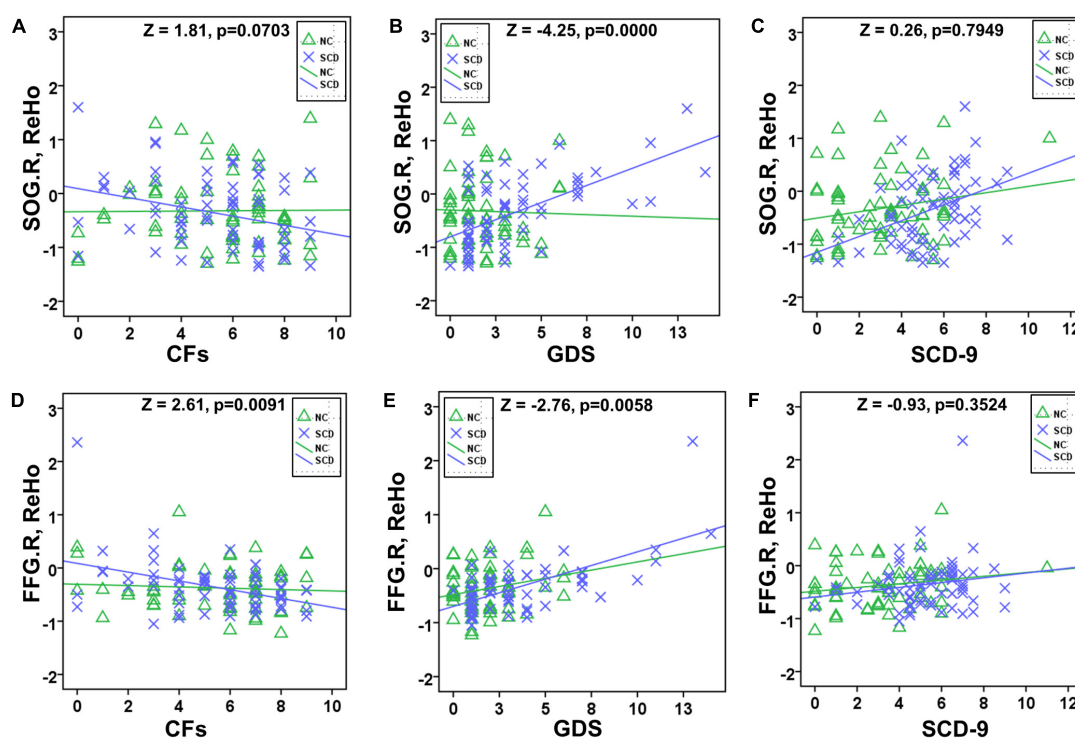 A
Z = 1.81, p=0.0703
NC
SCD
NC
SCD
SOG.R, ReHo
3
2
1
0
-1
-2
0 2 4 6 8 10
CFs
B
Z = -4.25, p=0.0000
NC
SCD
NC
SCD
SOG.R, ReHo
3
2
1
0
-1
-2
0 3 5 8 10 13
GDS
C
Z = 0.26, p=0.7949
NC
SCD
NC
SCD
SOG.R, ReHo
3
2
1
0
-1
-2
0 2 4 6 8 10 12
SCD-9
D
Z = 2.61, p=0.0091
NC
SCD
NC
SCD
FFG.R, ReHo
3
2
1
0
-1
-2
0 2 4 6 8 10
CFs
E
Z = -2.76, p=0.0058
NC
SCD
NC
SCD
FFG.R, ReHo
3
2
1
0
-1
-2
0 3 5 8 10 13
GDS
F
Z = -0.93, p=0.3524
NC
SCD
NC
SCD
FFG.R, ReHo
3
2
1
0
-1
-2
0 2 4 6 8 10 12
SCD-9